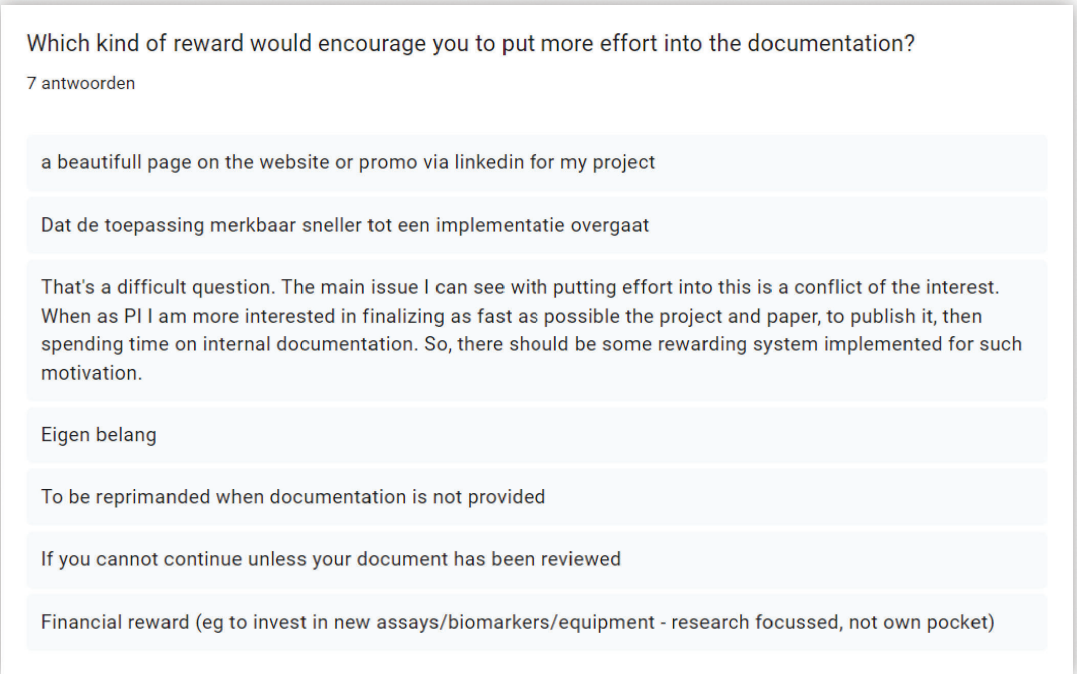 Which kind of reward would encourage you to put more effort into the documentation?
7 antwoorden
a beautifull page on the website or promo via linkedin for my project
Dat de toepassing merkbaar sneller tot een implementatie overgaat
That's a difficult question. The main issue I can see with putting effort into this is a conflict of the interest.
When as PI I am more interested in finalizing as fast as possible the project and paper, to publish it, then
spending time on internal documentation. So, there should be some rewarding system implemented for such
motivation.
Eigen belang
To be reprimanded when documentation is not provided
If you cannot continue unless your document has been reviewed
Financial reward (eg to invest in new assays/biomarkers/equipment - research focussed, not own pocket)